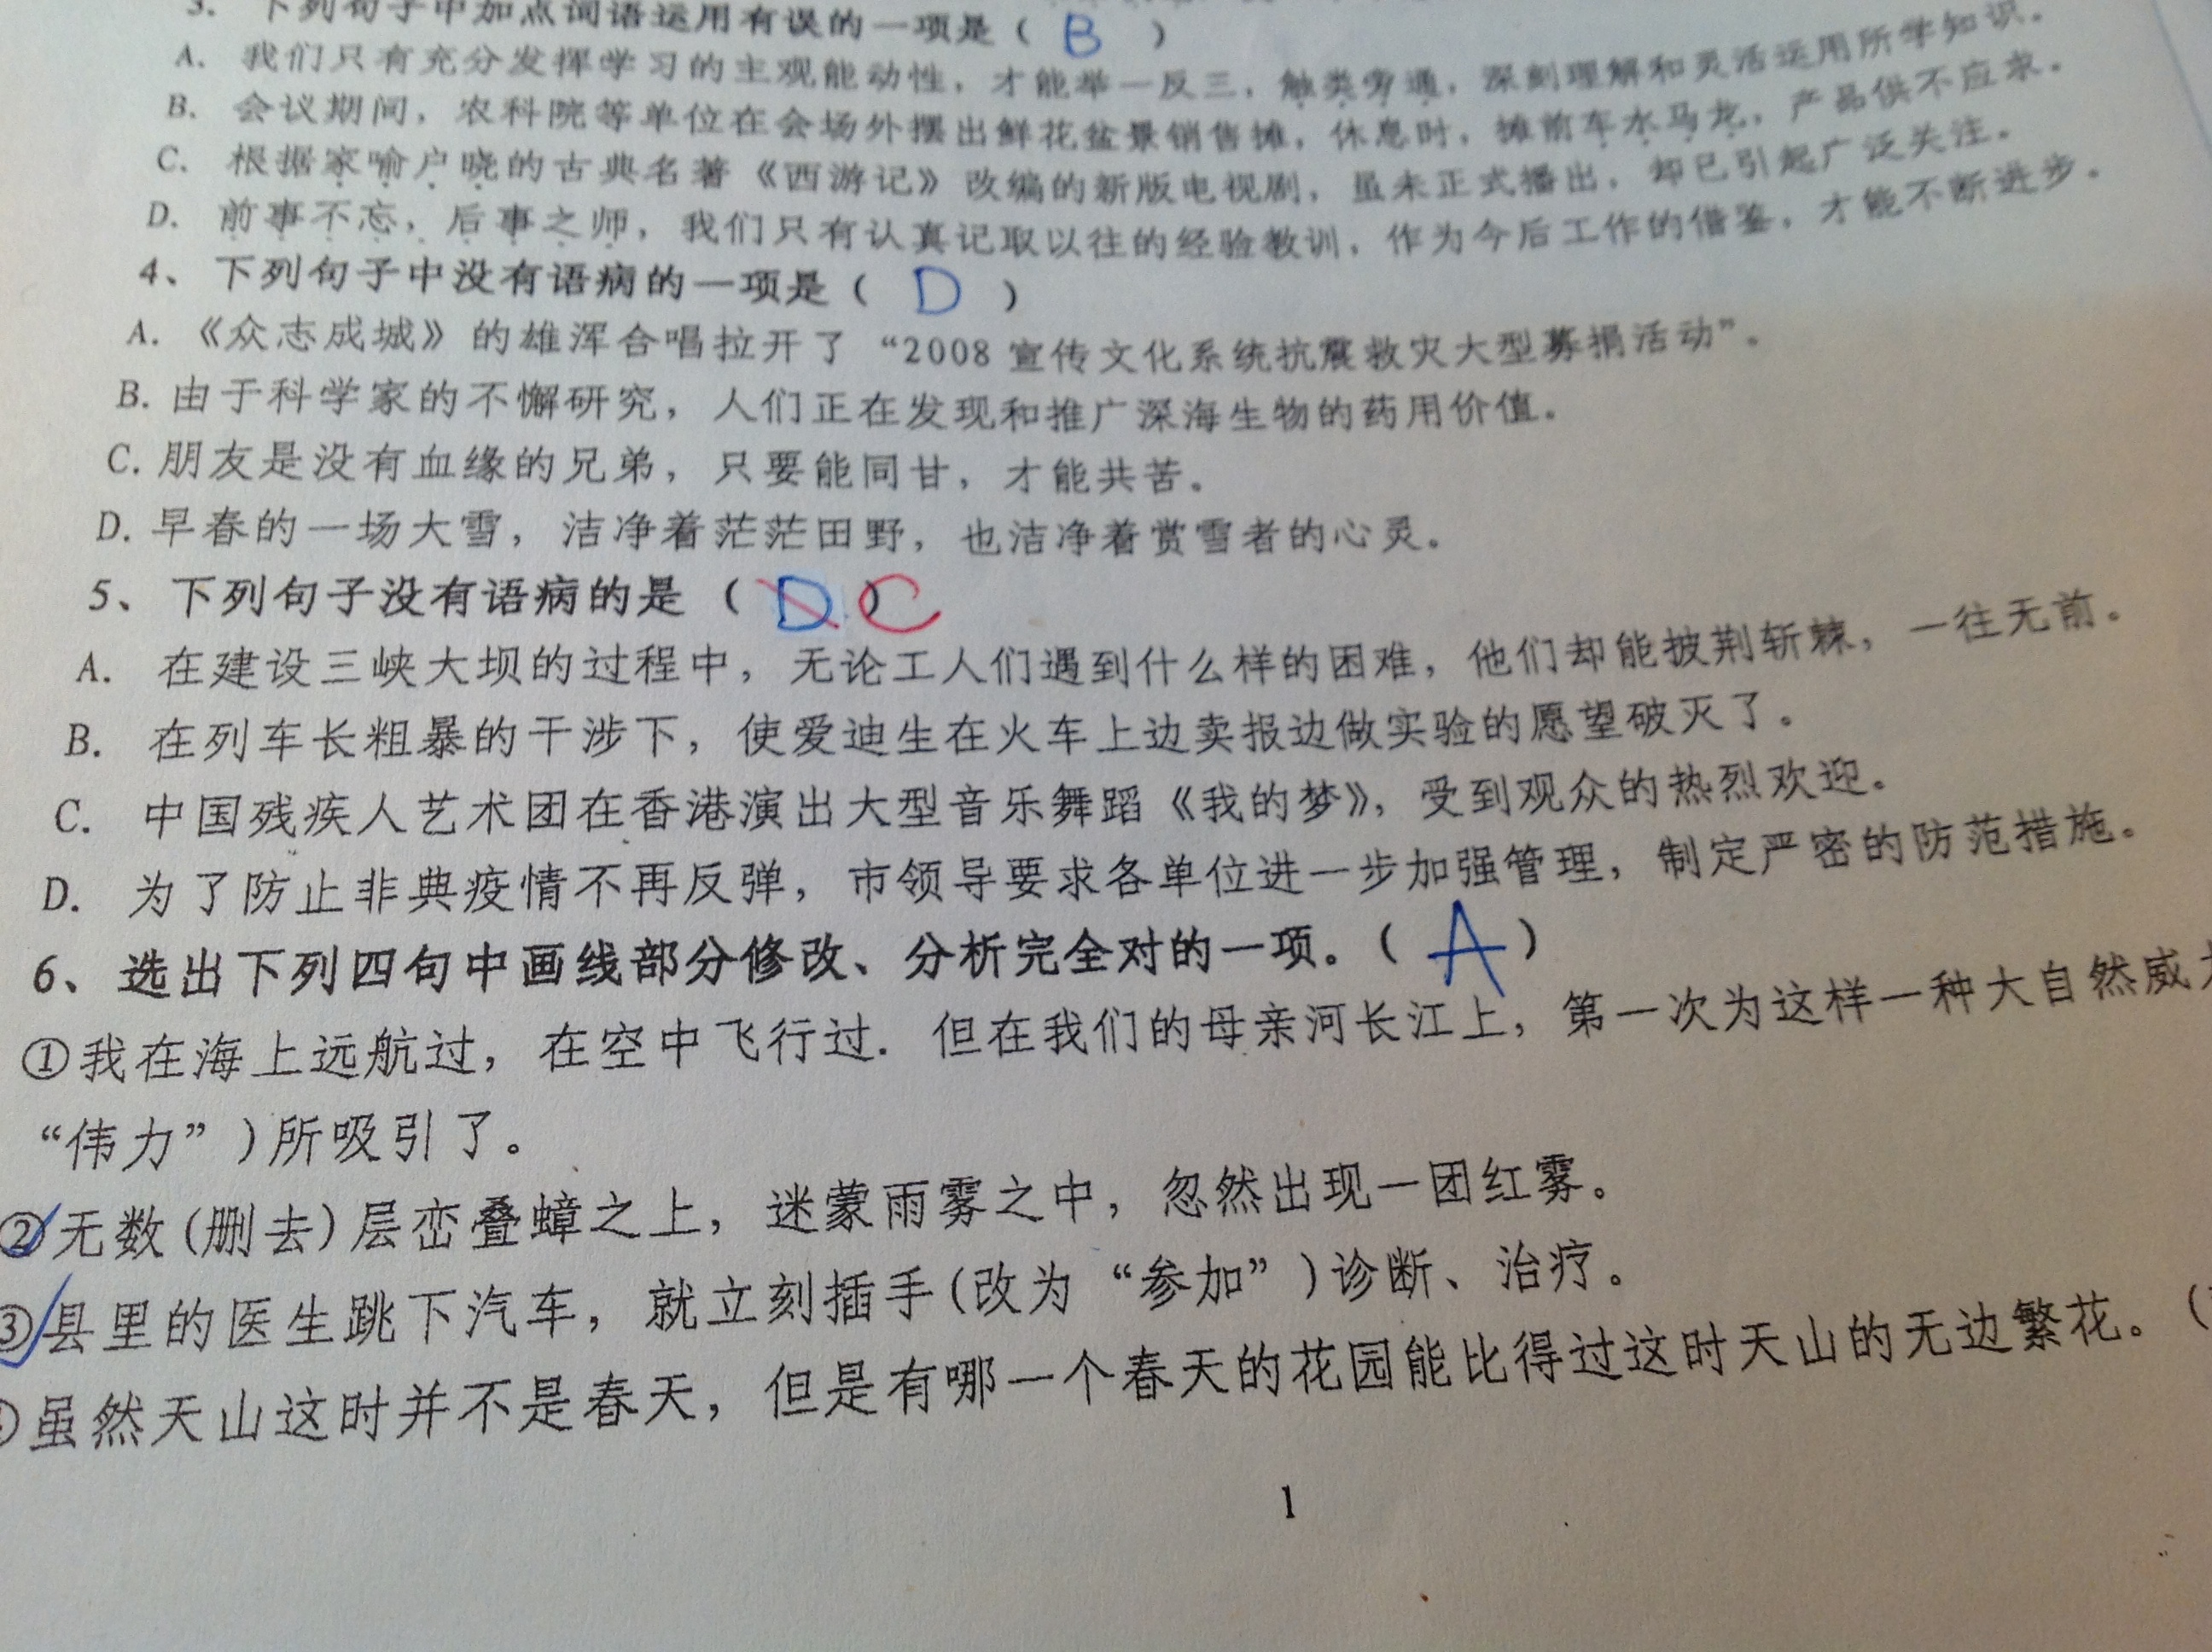 3. 下列句子中加点词语运用有误的一项是（ B ）
A. 我们只有充分发挥学习的主观能动性，才能举一反三，触类旁通，深刻理解和灵活运用所学知识。
B. 会议期间，农科院等单位在会场外摆出鲜花盆景销售摊，休息时，摊前车水马龙，产品供不应求。
C. 根据家喻户晓的古典名著《西游记》改编的新版电视剧，虽未正式播出，却已引起广泛关注。
D. 前事不忘，后事之师，我们只有认真记取以往的经验教训，作为今后工作的借鉴，才能不断进步。
4、下列句子中没有语病的一项是（ D ）
A.《众志成城》的雄浑合唱拉开了“2008宣传文化系统抗震救灾大型募捐活动”。
B. 由于科学家的不懈研究，人们正在发现和推广深海生物的药用价值。
C. 朋友是没有血缘的兄弟，只要能同甘，才能共苦。
D. 早春的一场大雪，洁净着茫茫田野，也洁净着赏雪者的心灵。
5、下列句子没有语病的是（ D ）C
A. 在建设三峡大坝的过程中，无论工人们遇到什么样的困难，他们却能披荆斩棘，一往无前。
B. 在列车长粗暴的干涉下，使爱迪生在火车上边卖报边做实验的愿望破灭了。
C. 中国残疾人艺术团在香港演出大型音乐舞蹈《我的梦》，受到观众的热烈欢迎。
D. 为了防止非典疫情不再反弹，市领导要求各单位进一步加强管理，制定严密的防范措施。
6、选出下列四句中画线部分修改、分析完全对的一项。（ A ）
①我在海上远航过，在空中飞行过．但在我们的母亲河长江上，第一次为这样一种大自然威
“伟力”)所吸引了。
②无数(删去)层峦叠蟑之上，迷蒙雨雾之中，忽然出现一团红雾。
③县里的医生跳下汽车，就立刻插手(改为“参加”)诊断、治疗。
虽然天山这时并不是春天，但是有哪一个春天的花园能比得过这时天山的无边繁花。(
1